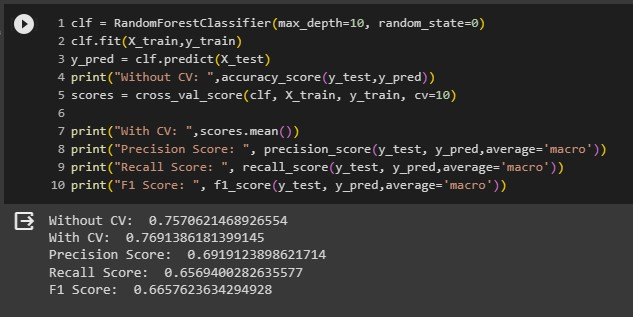 1 clf = RandomForestClassifier(max_depth=10, random_state=0)
2 clf.fit(X_train,y_train)
3 y_pred = clf.predict(X_test)
4 print("Without CV: ",accuracy_score(y_test,y_pred))
5 scores = cross_val_score(clf, X_train, y_train, cv=10)
6
7 print("With CV: ",scores.mean())
8 print("Precision Score: ", precision_score(y_test, y_pred,average='macro'))
9 print("Recall Score: ", recall_score(y_test, y_pred,average='macro'))
10 print("F1 Score: ", f1_score(y_test, y_pred,average='macro'))
Without CV:  0.7570621468926554
With CV:  0.7691386181399145
Precision Score:  0.6919123898621714
Recall Score:  0.6569400282635577
F1 Score:  0.6657623634294928